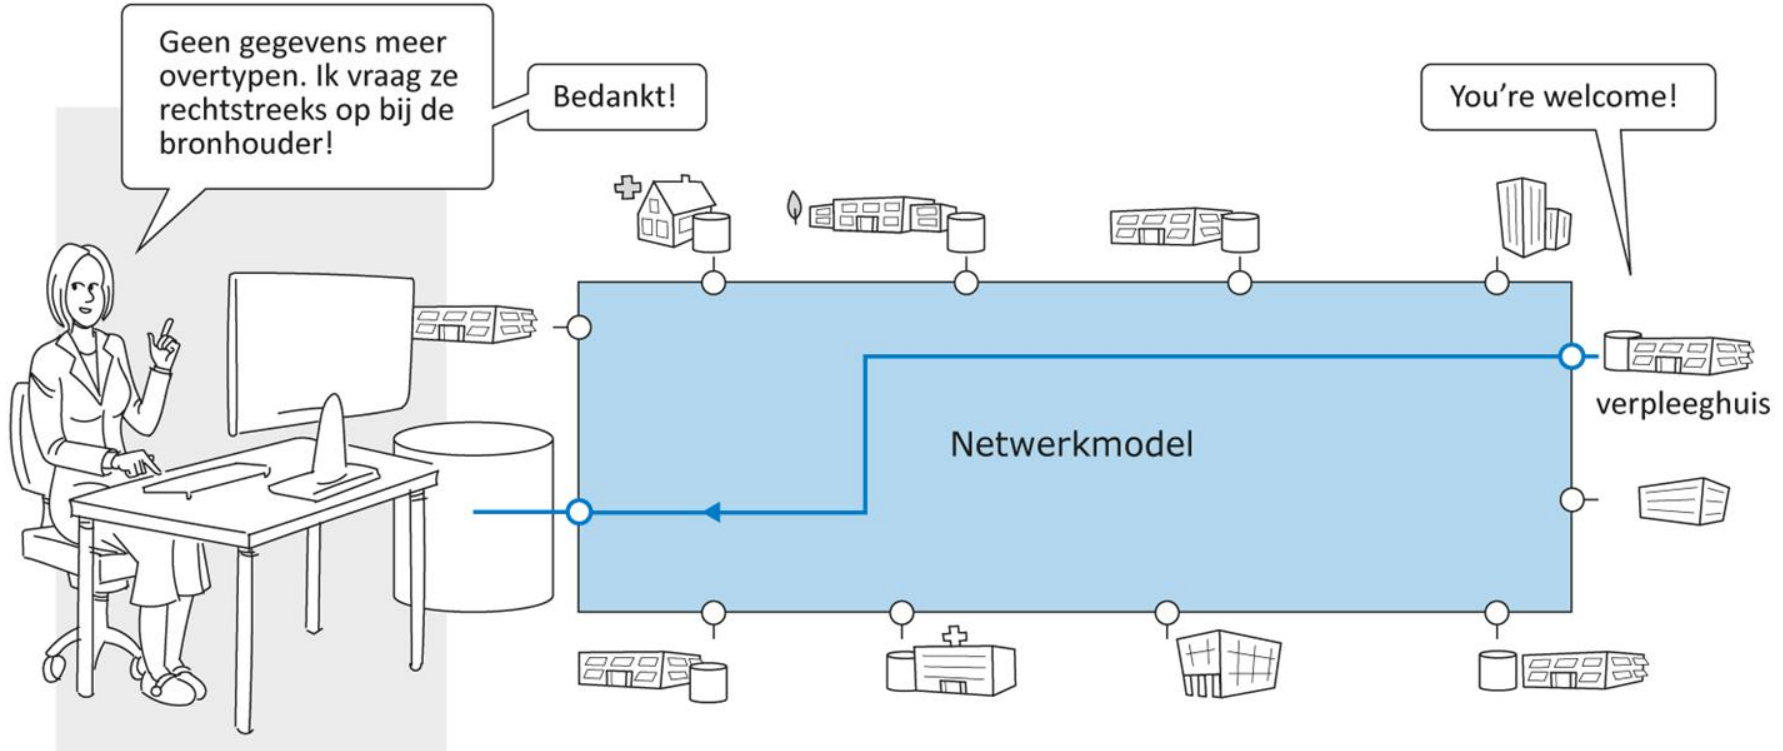 Geen gegevens meer
overtypen. Ik vraag ze
rechtstreeks op bij de
bronhouder!
Bedankt!
You're welcome!
verpleeghuis
Netwerkmodel